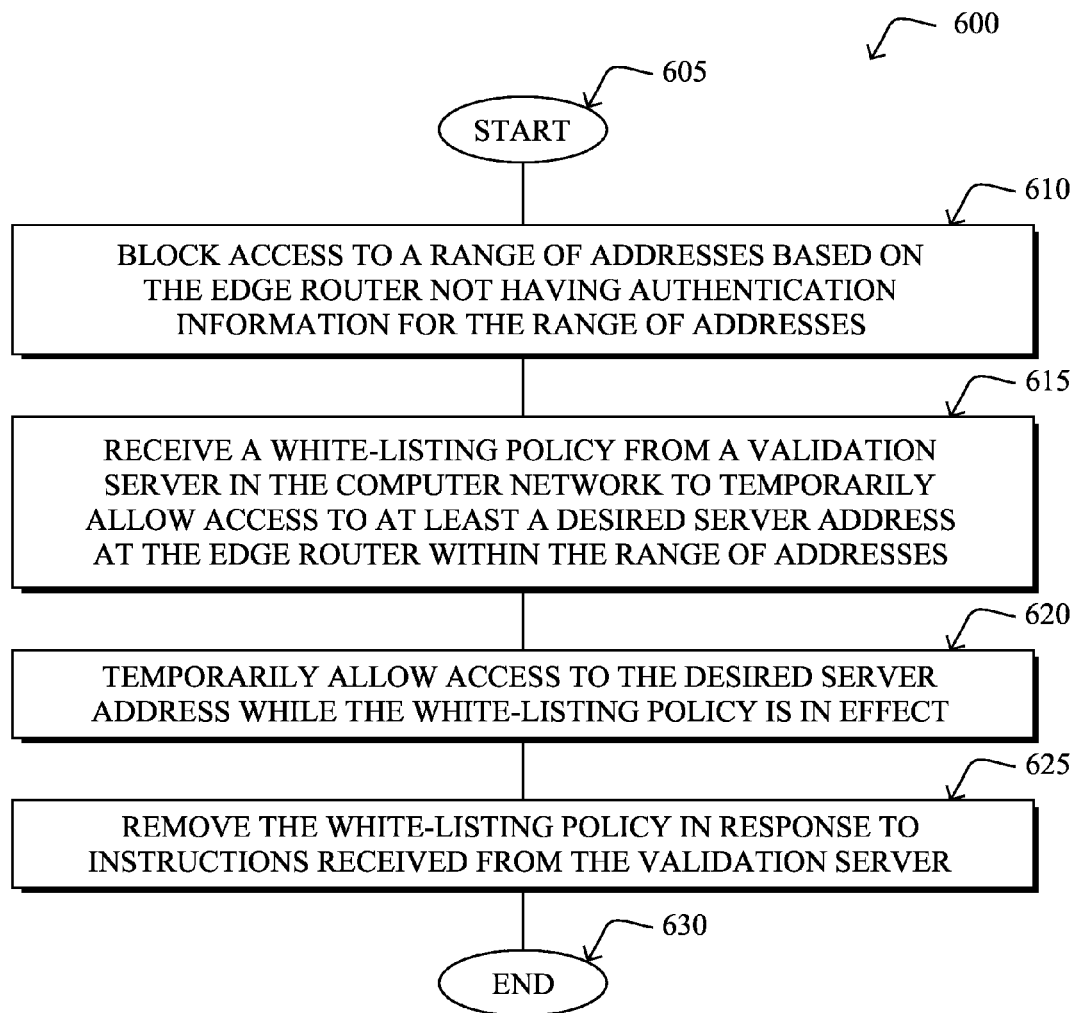 600
605
START
610
BLOCK ACCESS TO A RANGE OF ADDRESSES BASED ON
THE EDGE ROUTER NOT HAVING AUTHENTICATION
INFORMATION FOR THE RANGE OF ADDRESSES
615
RECEIVE A WHITE-LISTING POLICY FROM A VALIDATION
SERVER IN THE COMPUTER NETWORK TO TEMPORARILY
ALLOW ACCESS TO AT LEAST A DESIRED SERVER ADDRESS
AT THE EDGE ROUTER WITHIN THE RANGE OF ADDRESSES
620
TEMPORARILY ALLOW ACCESS TO THE DESIRED SERVER
ADDRESS WHILE THE WHITE-LISTING POLICY IS IN EFFECT
625
REMOVE THE WHITE-LISTING POLICY IN RESPONSE TO
INSTRUCTIONS RECEIVED FROM THE VALIDATION SERVER
630
END